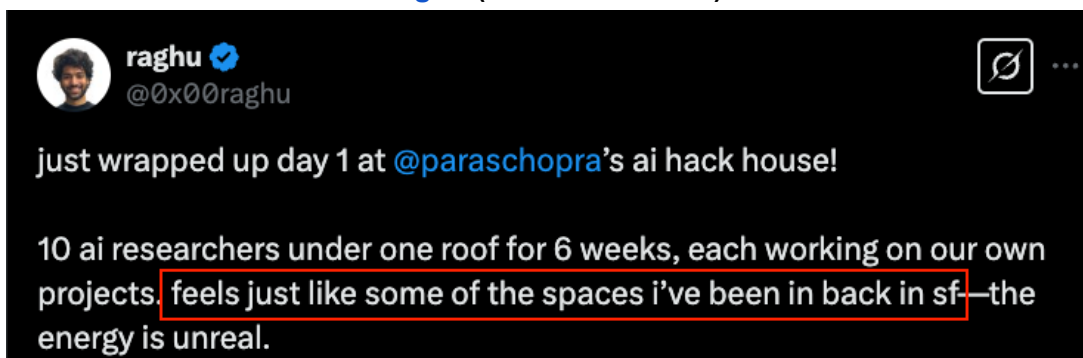 raghu
@0x00raghu
just wrapped up day 1 at @paraschopra's ai hack house!
10 ai researchers under one roof for 6 weeks, each working on our own
projects. feels just like some of the spaces i've been in back in sf—the
energy is unreal.